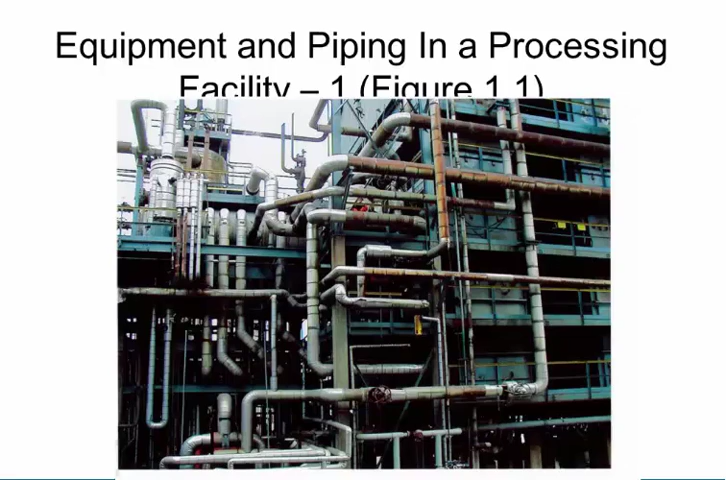 Equipment and Piping In a Processing
Facility – 1 (Figure 1.1)